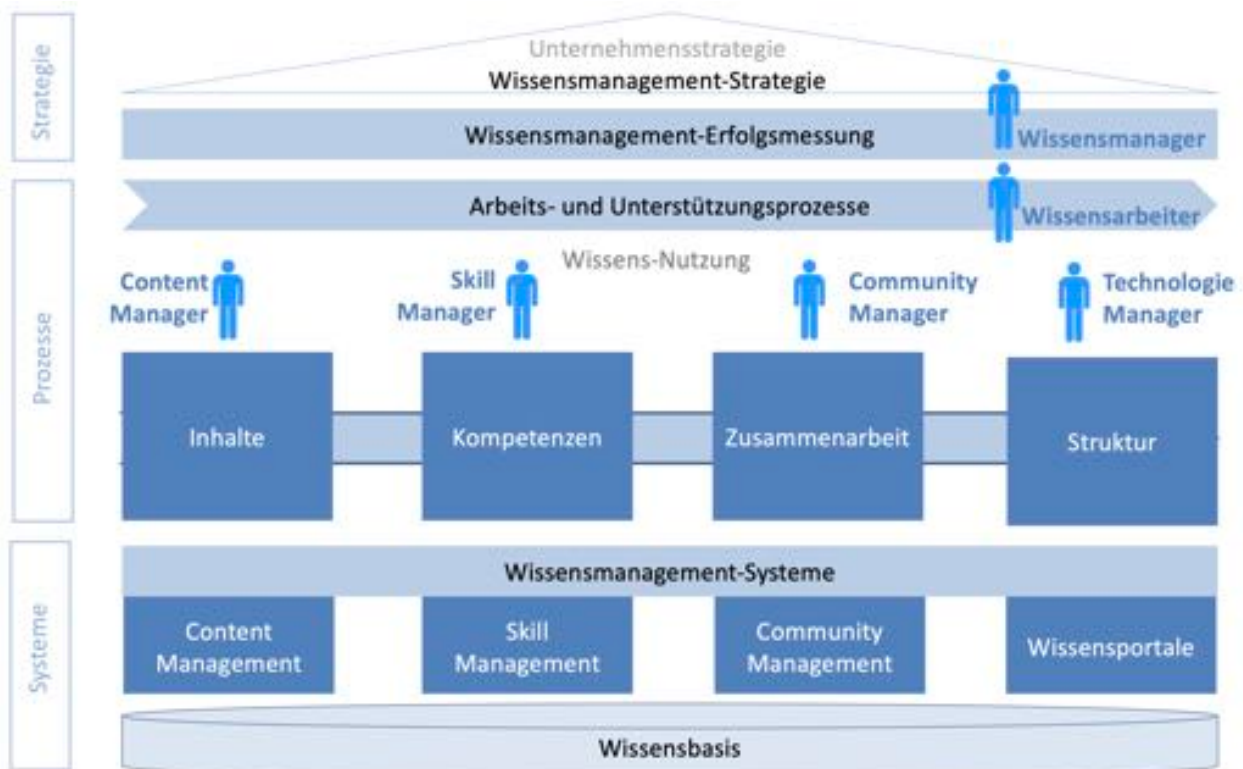 Strategie
Unternehmensstrategie
Wissensmanagement-Strategie
Wissensmanagement-Erfolgsmessung
Wissensmanager
Prozesse
Arbeits- und Unterstützungsprozesse
Wissensarbeiter
Wissens-Nutzung
Content
Manager
Skill
Manager
Community
Manager
Technologie
Manager
Inhalte
Kompetenzen
Zusammenarbeit
Struktur
Systeme
Wissensmanagement-Systeme
Content
Management
Skill
Management
Community
Management
Wissensportale
Wissensbasis